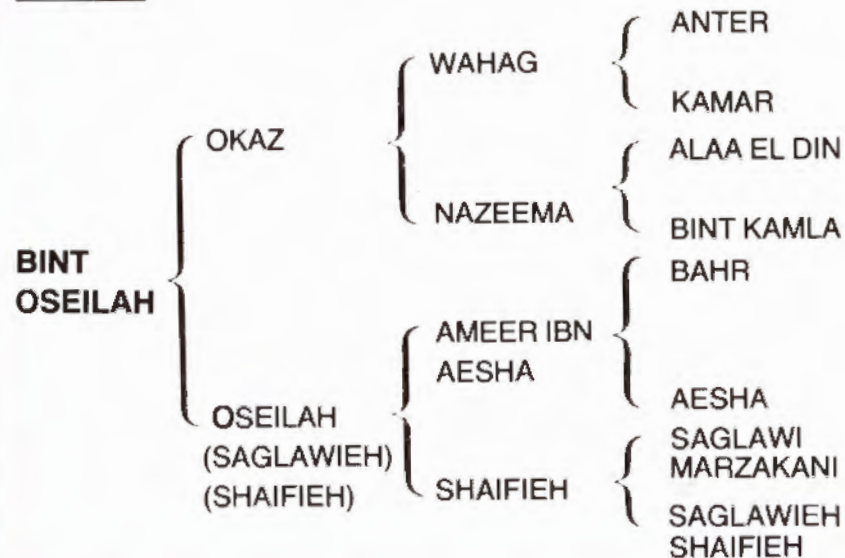 ANTER
WAHAG
KAMAR
OKAZ
ALAA EL DIN
NAZEEMA
BINT KAMLA
BINT
OSEILAH
BAHR
AMEER IBN
AESHA
AESHA
OSEILAH
(SAGLAWIEH)
(SHAIFIEH)
SAGLAWI
MARZAKANI
SHAIFIEH
SAGLAWIEH
SHAIFIEH